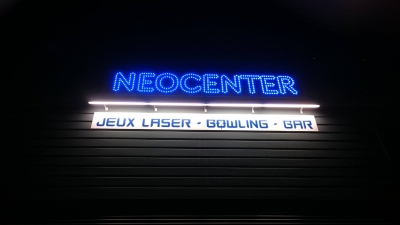 NEOCENTER
JEUX LASER - BOWLING - BAR